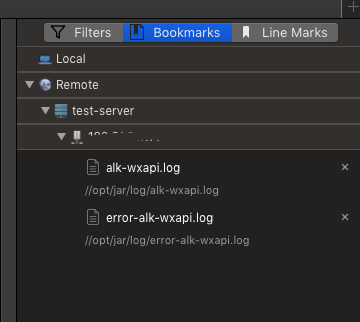 Filters Bookmarks Line Marks
Local
Remote
test-server
alk-wxapi.log
//opt/jar/log/alk-wxapi.log
error-alk-wxapi.log
//opt/jar/log/error-alk-wxapi.log